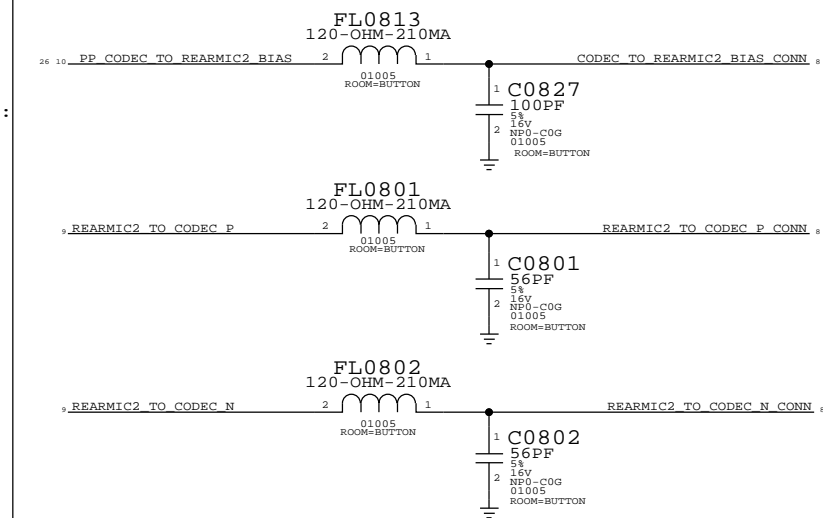 FL0813
120-OHM-210MA
26 10 PP_CODEC_TO_REARMIC2_BIAS 2 1 CODEC_TO_REARMIC2_BIAS_CONN 8
01005
ROOM=BUTTON
1 C0827
100PF
5%
16V
2 NP0-C0G
01005
ROOM=BUTTON
FL0801
120-OHM-210MA
9 REARMIC2_TO_CODEC_P 2 1 REARMIC2_TO_CODEC_P_CONN 8
01005
ROOM=BUTTON
1 C0801
56PF
5%
16V
2 NP0-C0G
01005
ROOM=BUTTON
FL0802
120-OHM-210MA
9 REARMIC2_TO_CODEC_N 2 1 REARMIC2_TO_CODEC_N_CONN 8
01005
ROOM=BUTTON
1 C0802
56PF
5%
16V
2 NP0-C0G
01005
ROOM=BUTTON